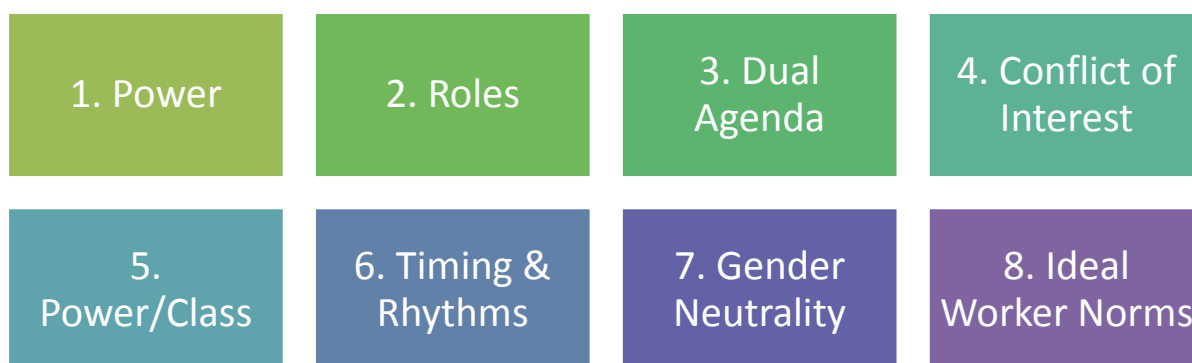 1. Power
2. Roles
3. Dual
Agenda
4. Conflict of
Interest
5.
Power/Class
6. Timing &
Rhythms
7. Gender
Neutrality
8. Ideal
Worker Norms